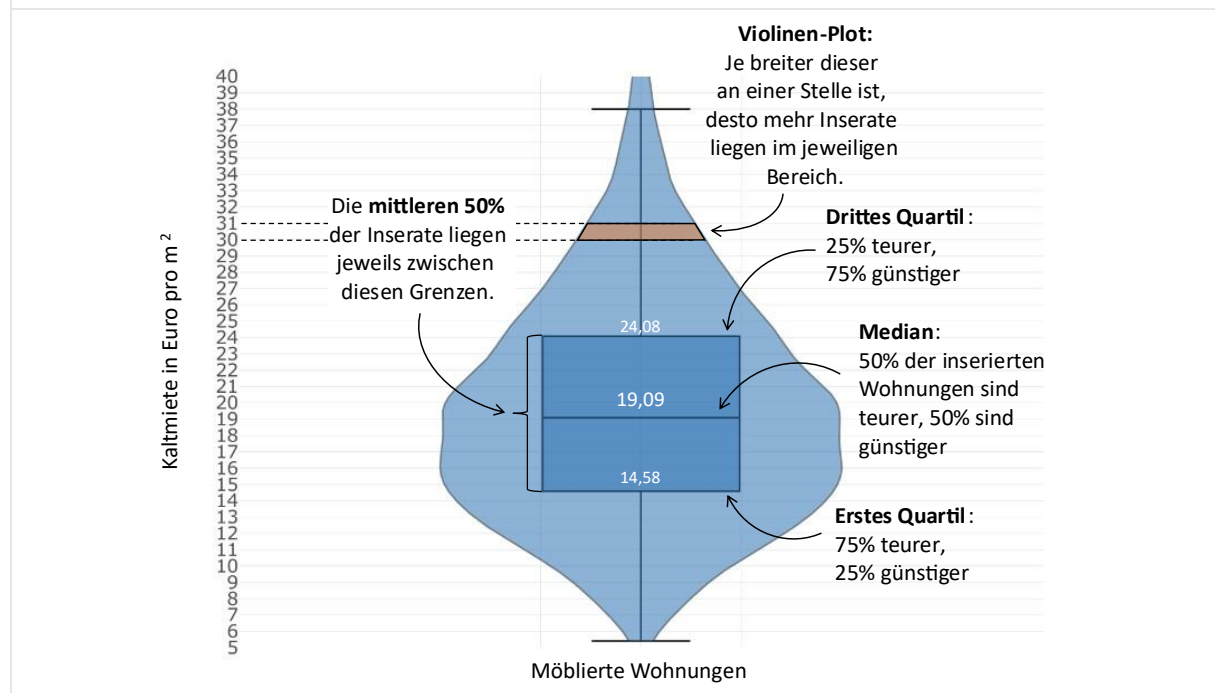 Violinen-Plot:
Je breiter dieser
an einer Stelle ist,
desto mehr Inserate
liegen im jeweiligen
Bereich.
40
39
38
37
36
35
34
33
32
31
30
29
28
27
26
25
24
23
22
21
20
19
18
17
16
15
14
13
12
11
10
9
8
7
6
5
Kaltmiete in Euro pro m²
Die mittleren 50%
der Inserate liegen
jeweils zwischen
diesen Grenzen.
Drittes Quartil:
25% teurer,
75% günstiger
24,08
19,09
14,58
Median:
50% der inserierten
Wohnungen sind
teurer, 50% sind
günstiger
Erstes Quartil:
75% teurer,
25% günstiger
Möblierte Wohnungen